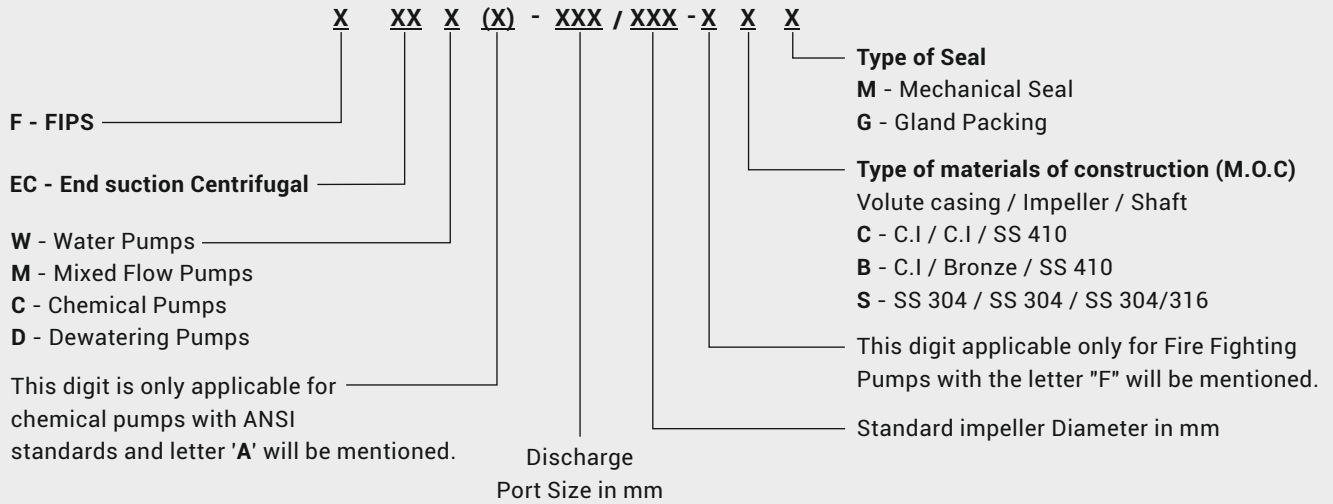 X XX X (X) - XXX / XXX - X X X
F - FIPS
EC - End suction Centrifugal
W - Water Pumps
M - Mixed Flow Pumps
C - Chemical Pumps
D - Dewatering Pumps
This digit is only applicable for
chemical pumps with ANSI
standards and letter 'A' will be mentioned.
Discharge
Port Size in mm
Type of Seal
M - Mechanical Seal
G - Gland Packing
Type of materials of construction (M.O.C)
Volute casing / Impeller / Shaft
C - C.I / C.I / SS 410
B - C.I / Bronze / SS 410
S - SS 304 / SS 304 / SS 304/316
This digit applicable only for Fire Fighting
Pumps with the letter "F" will be mentioned.
Standard impeller Diameter in mm